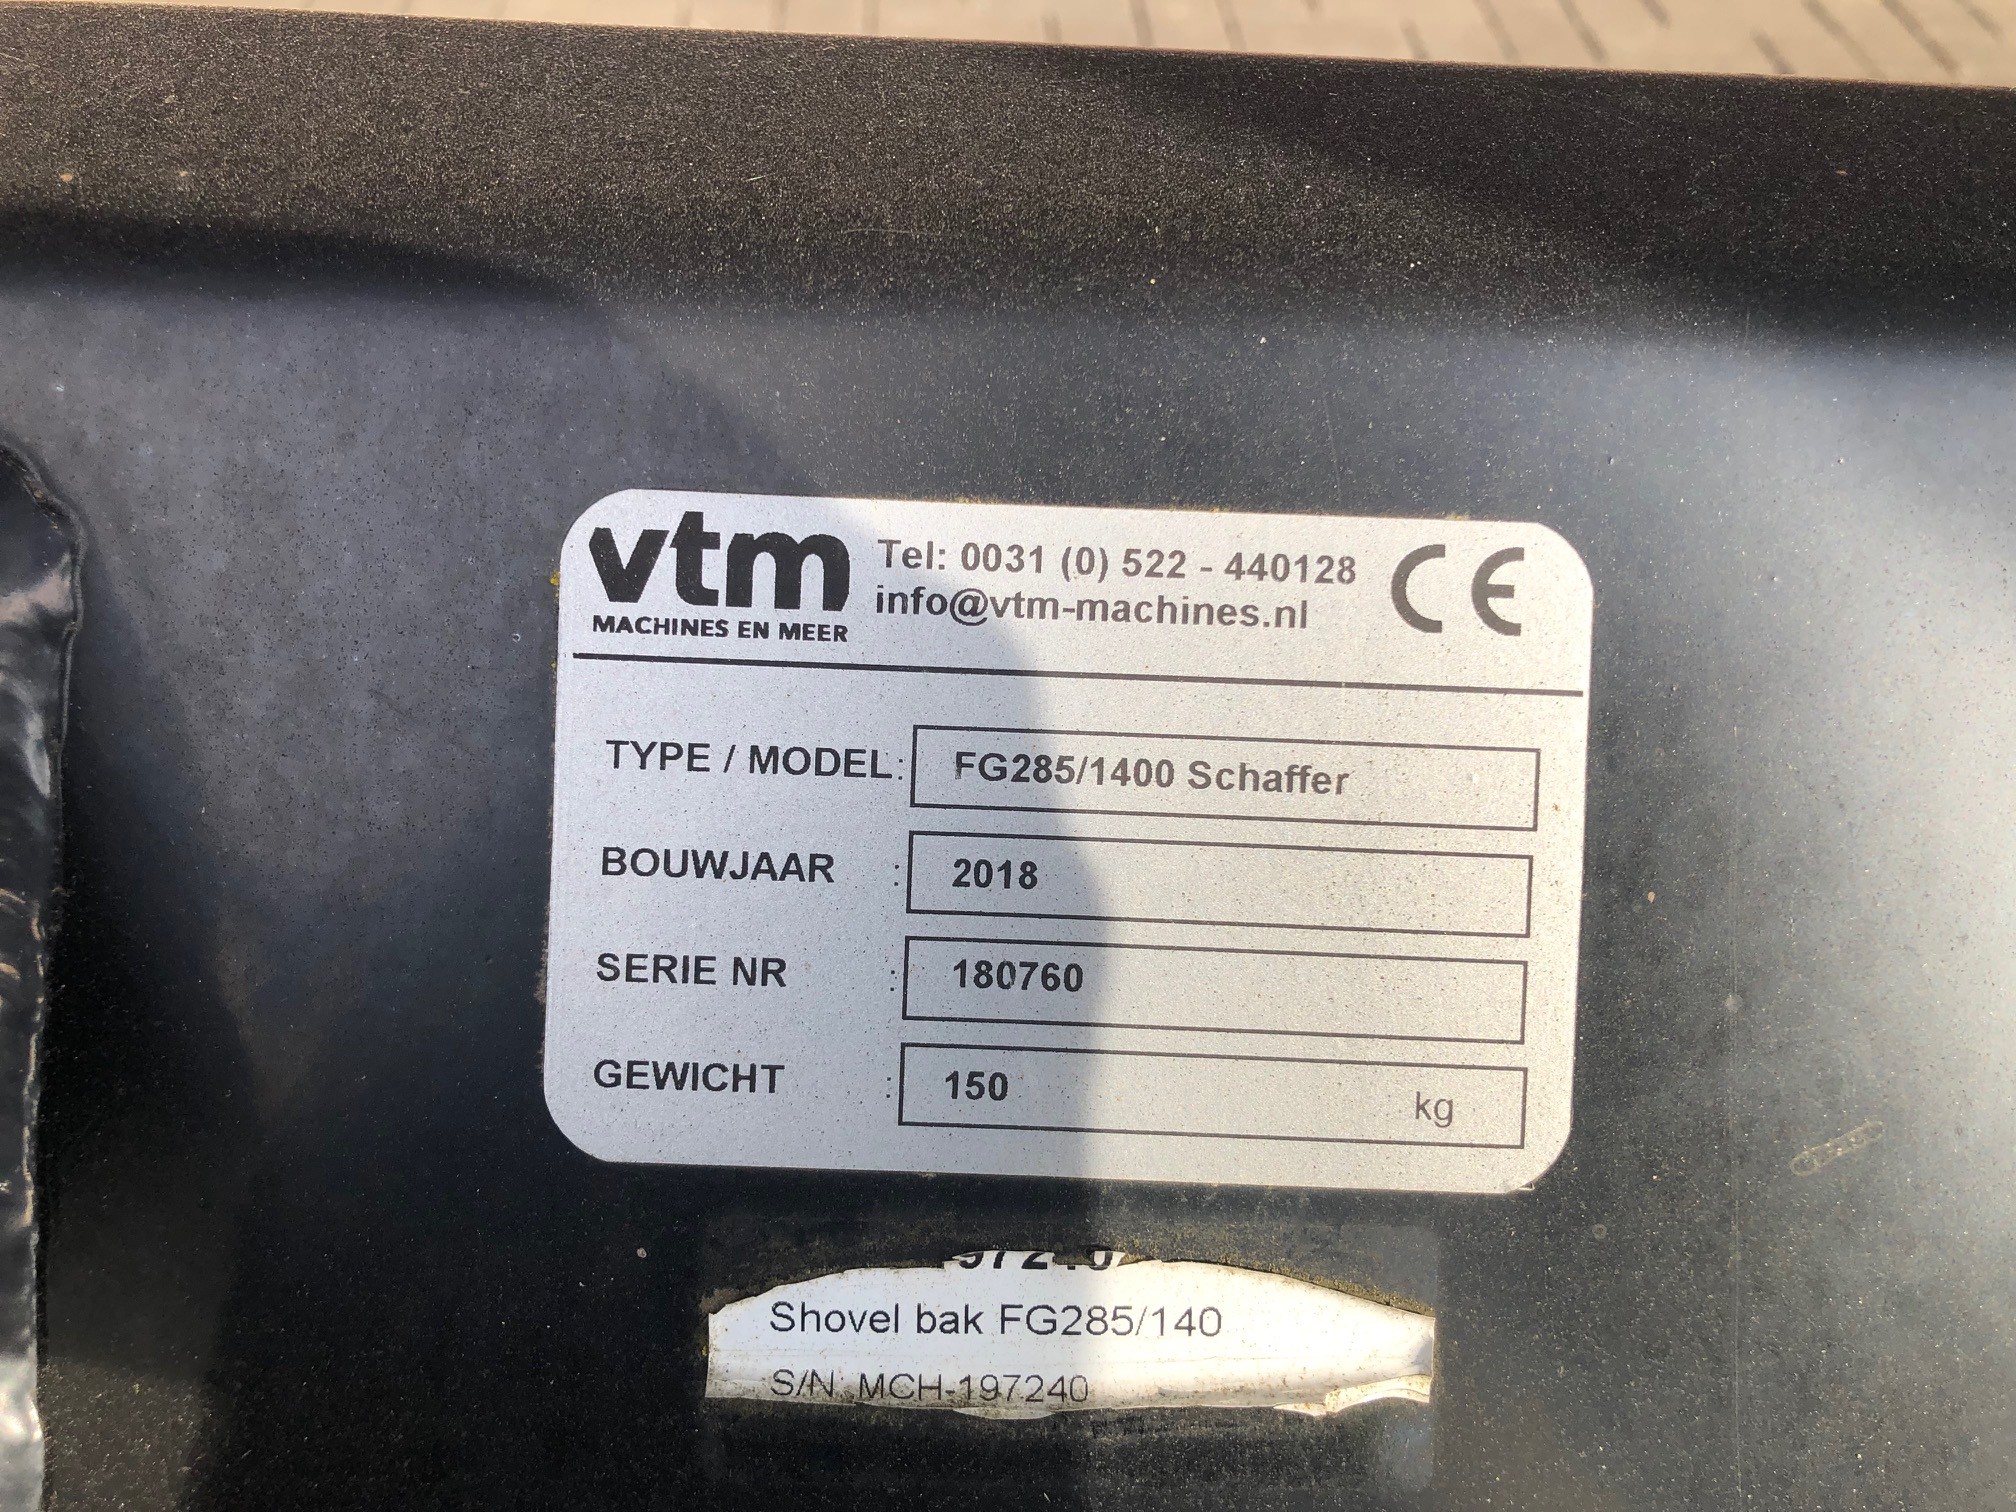 vtm
MACHINES EN MEER
Tel: 0031 (0) 522 - 440128
info@vtm-machines.nl
CE
TYPE / MODEL: FG285/1400 Schaffer
BOUWJAAR : 2018
SERIE NR : 180760
GEWICHT : 150 kg
Shovel bak FG285/140
S/N: MCH-197240